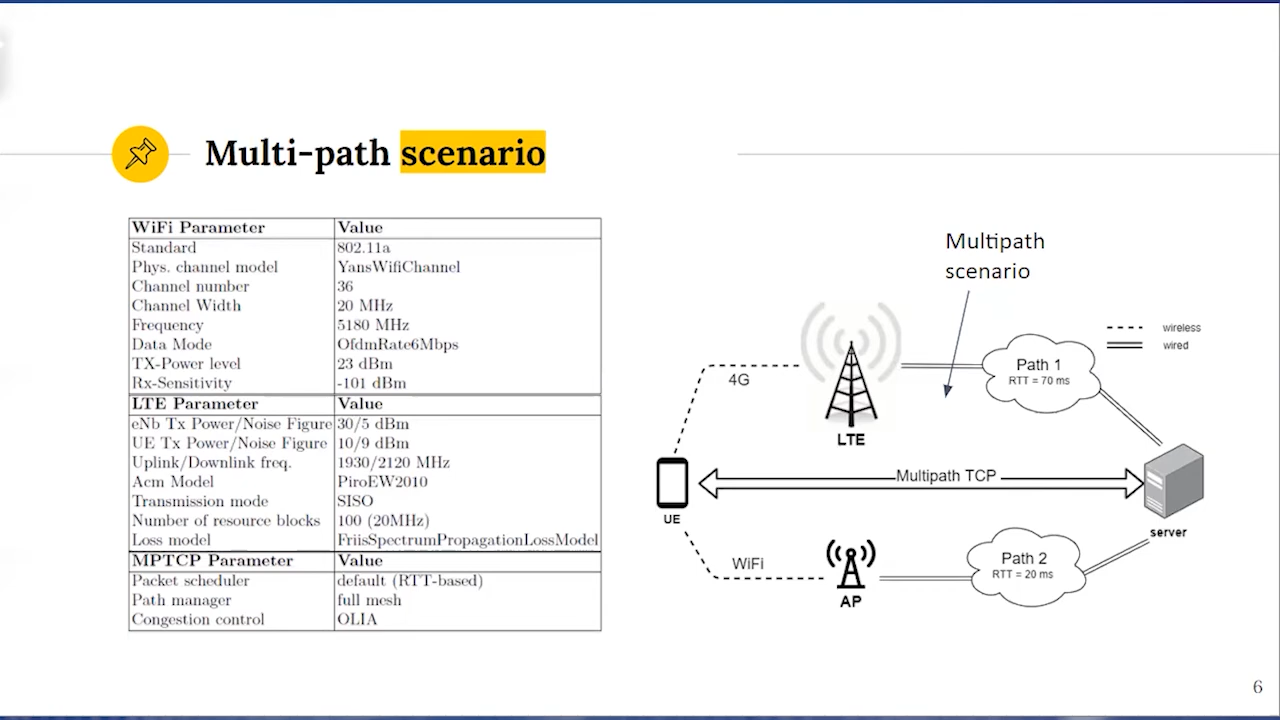 Multi-path scenario
WiFi Parameter Value
Standard 802.11a
Phys. channel model YansWifiChannel
Channel number 36
Channel Width 20 MHz
Frequency 5180 MHz
Data Mode OfdmRate6Mbps
TX-Power level 23 dBm
Rx-Sensitivity -101 dBm
LTE Parameter Value
eNb Tx Power/Noise Figure 30/5 dBm
UE Tx Power/Noise Figure 10/9 dBm
Uplink/Downlink freq. 1930/2120 MHz
Acm Model PiroEW2010
Transmission mode SISO
Number of resource blocks 100 (20MHz)
Loss model FriisSpectrumPropagationLossModel
MPTCP Parameter Value
Packet scheduler default (RTT-based)
Path manager full mesh
Congestion control OLIA
Multipath
scenario
wireless
wired
4G
LTE
Path 1
RTT = 70 ms
Multipath TCP
UE
server
WiFi
AP
Path 2
RTT = 20 ms
6